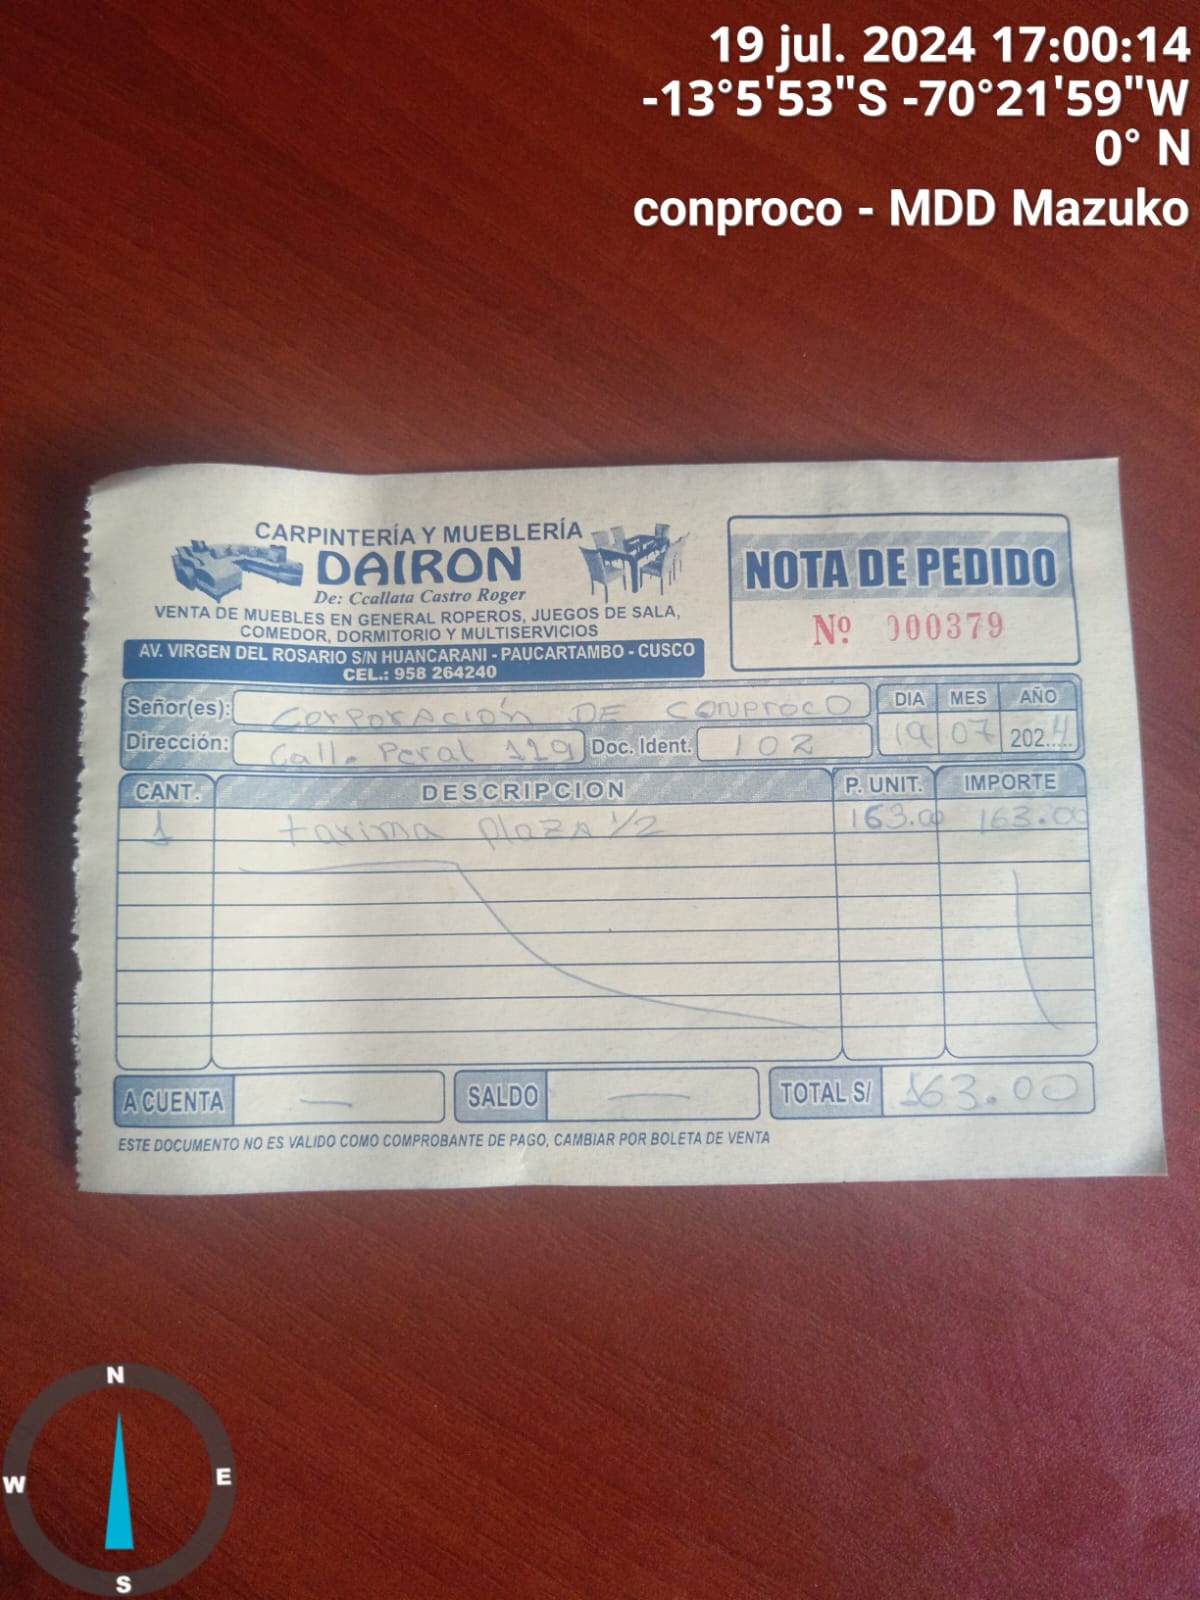 19 jul. 2024 17:00:14
-13°5'53"S -70°21'59"W
0° N
conproco - MDD Mazuko
CARPINTERÍA Y MUEBLERÍA
DAIRON
De: Ccallata Castro Roger
VENTA DE MUEBLES EN GENERAL ROPEROS, JUEGOS DE SALA,
COMEDOR, DORMITORIO Y MULTISERVICIOS
AV. VIRGEN DEL ROSARIO S/N HUANCARANI - PAUCARTAMBO - CUSCO
CEL.: 958 264240
NOTA DE PEDIDO
Nº 000379
Señor(es): Corporación DE CONPROCO
Dirección: Calle Peral 119 Doc. Ident. 102
DIA MES AÑO
19 07 2024
CANT. DESCRIPCION P. UNIT. IMPORTE
1 tarima plaza 1/2 163.00 163.00
A CUENTA — SALDO — TOTAL S/ 163.00
ESTE DOCUMENTO NO ES VALIDO COMO COMPROBANTE DE PAGO, CAMBIAR POR BOLETA DE VENTA
N
W E
S